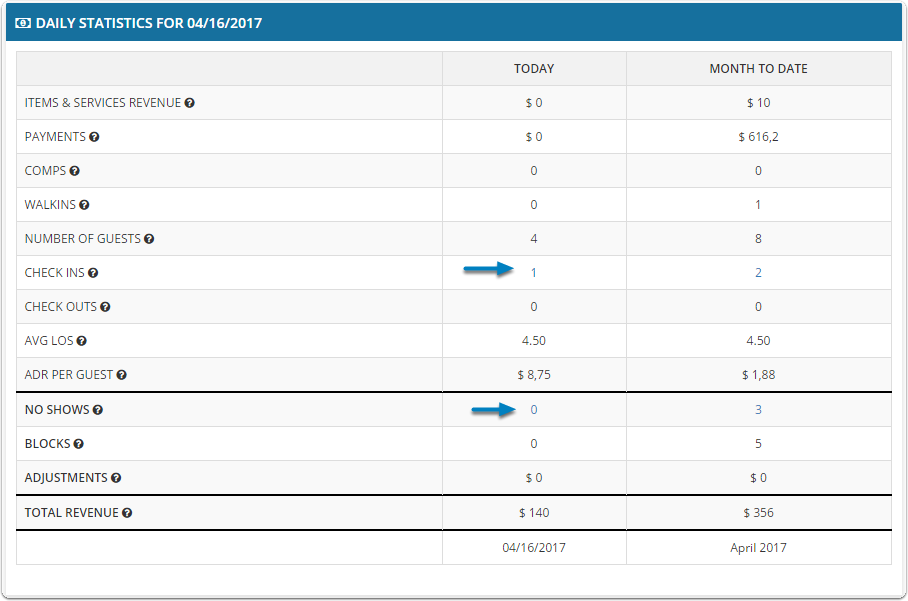 DAILY STATISTICS FOR 04/16/2017
TODAY MONTH TO DATE
ITEMS & SERVICES REVENUE $ 0 $ 10
PAYMENTS $ 0 $ 616,2
COMPS 0 0
WALKINS 0 1
NUMBER OF GUESTS 4 8
CHECK INS 1 2
CHECK OUTS 0 0
AVG LOS 4.50 4.50
ADR PER GUEST $ 8,75 $ 1,88
NO SHOWS 0 3
BLOCKS 0 5
ADJUSTMENTS $ 0 $ 0
TOTAL REVENUE $ 140 $ 356
04/16/2017 April 2017